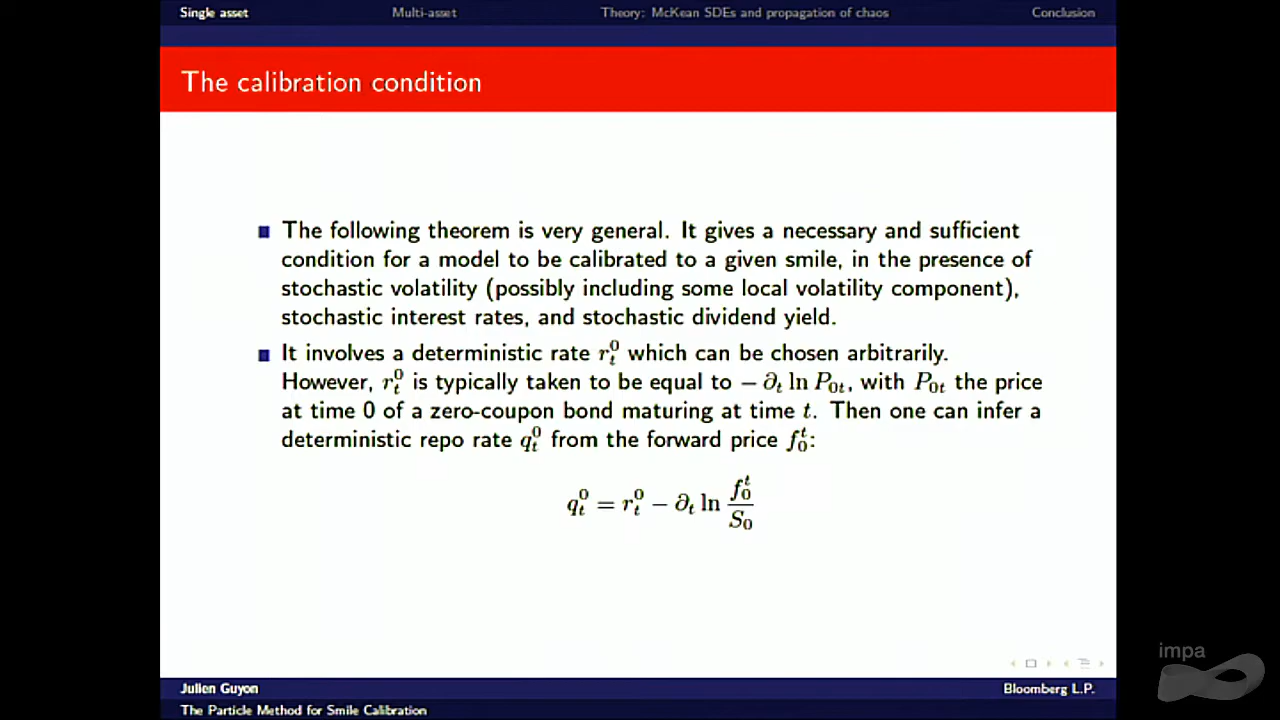 Single asset Multi-asset Theory: McKean SDEs and propagation of chaos Conclusion
The calibration condition
The following theorem is very general. It gives a necessary and sufficient
condition for a model to be calibrated to a given smile, in the presence of
stochastic volatility (possibly including some local volatility component),
stochastic interest rates, and stochastic dividend yield.
It involves a deterministic rate r_t^0 which can be chosen arbitrarily.
However, r_t^0 is typically taken to be equal to −∂_t ln P_{0t}, with P_{0t} the price
at time 0 of a zero-coupon bond maturing at time t. Then one can infer a
deterministic repo rate q_t^0 from the forward price f_0^t:
q_t^0 = r_t^0 − ∂_t ln f_0^t / S_0
impa
Julien Guyon Bloomberg L.P.
The Particle Method for Smile Calibration